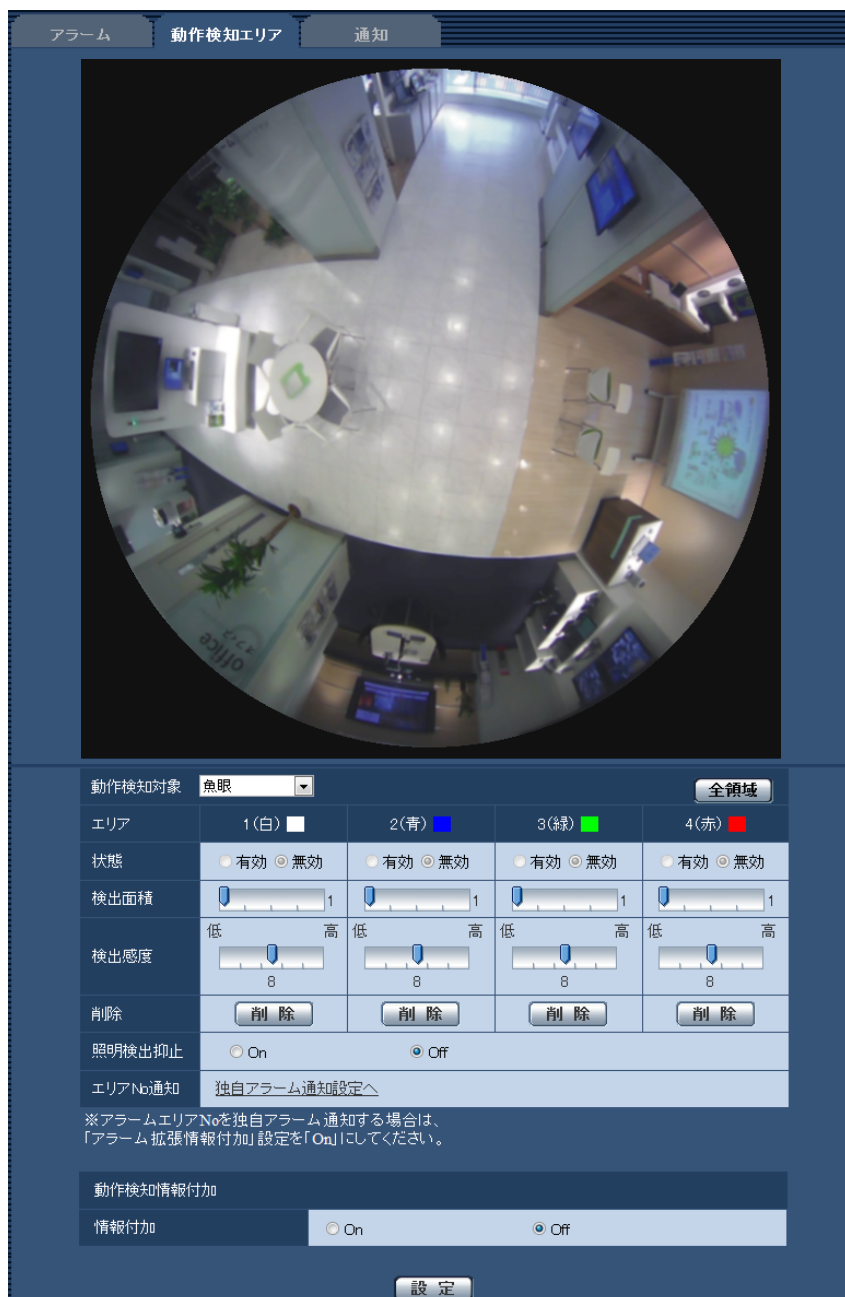 アラーム 動作検知エリア 通知
office
オフィス
動作検知対象 魚眼 全領域
エリア 1(白) 2(青) 3(緑) 4(赤)
状態 有効 無効 有効 無効 有効 無効 有効 無効
検出面積 1 1 1 1
低 高 低 高 低 高 低 高
検出感度
8 8 8 8
削除 削除 削除 削除 削除
照明検出抑止 On Off
エリアNo通知 独自アラーム通知設定へ
※アラームエリアNoを独自アラーム通知する場合は、
「アラーム拡張情報付加」設定を「On」にしてください。
動作検知情報付加
情報付加 On Off
設定